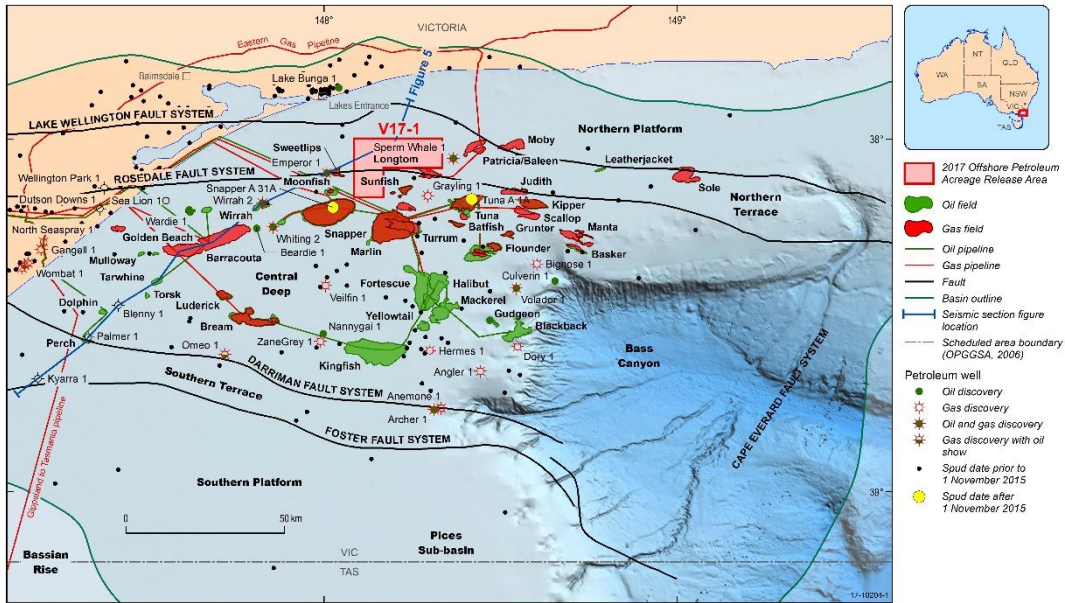 148°
149°
VICTORIA
Eastern Gas Pipeline
Bairnsdale
Lake Bunga 1
Lakes Entrance
Figure 5
LAKE WELLINGTON FAULT SYSTEM
V17-1
Northern Platform
38°
38°
Sperm Whale 1
Longtom
Moby
Patricia/Baleen
Sweetlips
Emperor 1
Leatherjacket
Wellington Park 1
ROSEDALE FAULT SYSTEM
Moonfish
Sunfish
Judith
Sole
Dutson Downs 1
Sea Lion 1O
Snapper A 31A
Wirrah 2
Grayling 1
Tuna A 1A
Kipper
Northern
Terrace
Wardie 1
Wirrah
Tuna
Scallop
North Seaspray 1
Golden Beach
Whiting 2
Snapper
Turrum
Batfish
Grunter
Manta
Gangell 1
Mulloway
Barracouta
Beardie 1
Marlin
Flounder
Basker
Wombat 1
Tarwhine
Central
Deep
Bignose 1
Culverin 1
Torsk
Veilfin 1
Fortescue
Halibut
Volador 1
Dolphin
Blenny 1
Luderick
Mackerel
Yellowtail
Gudgeon
Bream
Nannygai 1
Blackback
Perch
Palmer 1
Omeo 1
ZaneGrey 1
Kingfish
Hermes 1
Dory 1
Bass
Canyon
Kyarra 1
Angler 1
DARRIMAN FAULT SYSTEM
Southern Terrace
Anemone 1
Archer 1
FOSTER FAULT SYSTEM
CAPE EVERARD FAULT SYSTEM
Gippsland to Tasmania pipeline
Southern Platform
39°
39°
0
50 km
Pices
Sub-basin
Bassian
Rise
VIC
TAS
17-10204-1
NT
QLD
WA
SA
NSW
VIC
TAS
2017 Offshore Petroleum
Acreage Release Area
Oil field
Gas field
Oil pipeline
Gas pipeline
Fault
Basin outline
Seismic section figure
location
Scheduled area boundary
(OPGGSA, 2006)
Petroleum well
Oil discovery
Gas discovery
Oil and gas discovery
Gas discovery with oil
show
Spud date prior to
1 November 2015
Spud date after
1 November 2015